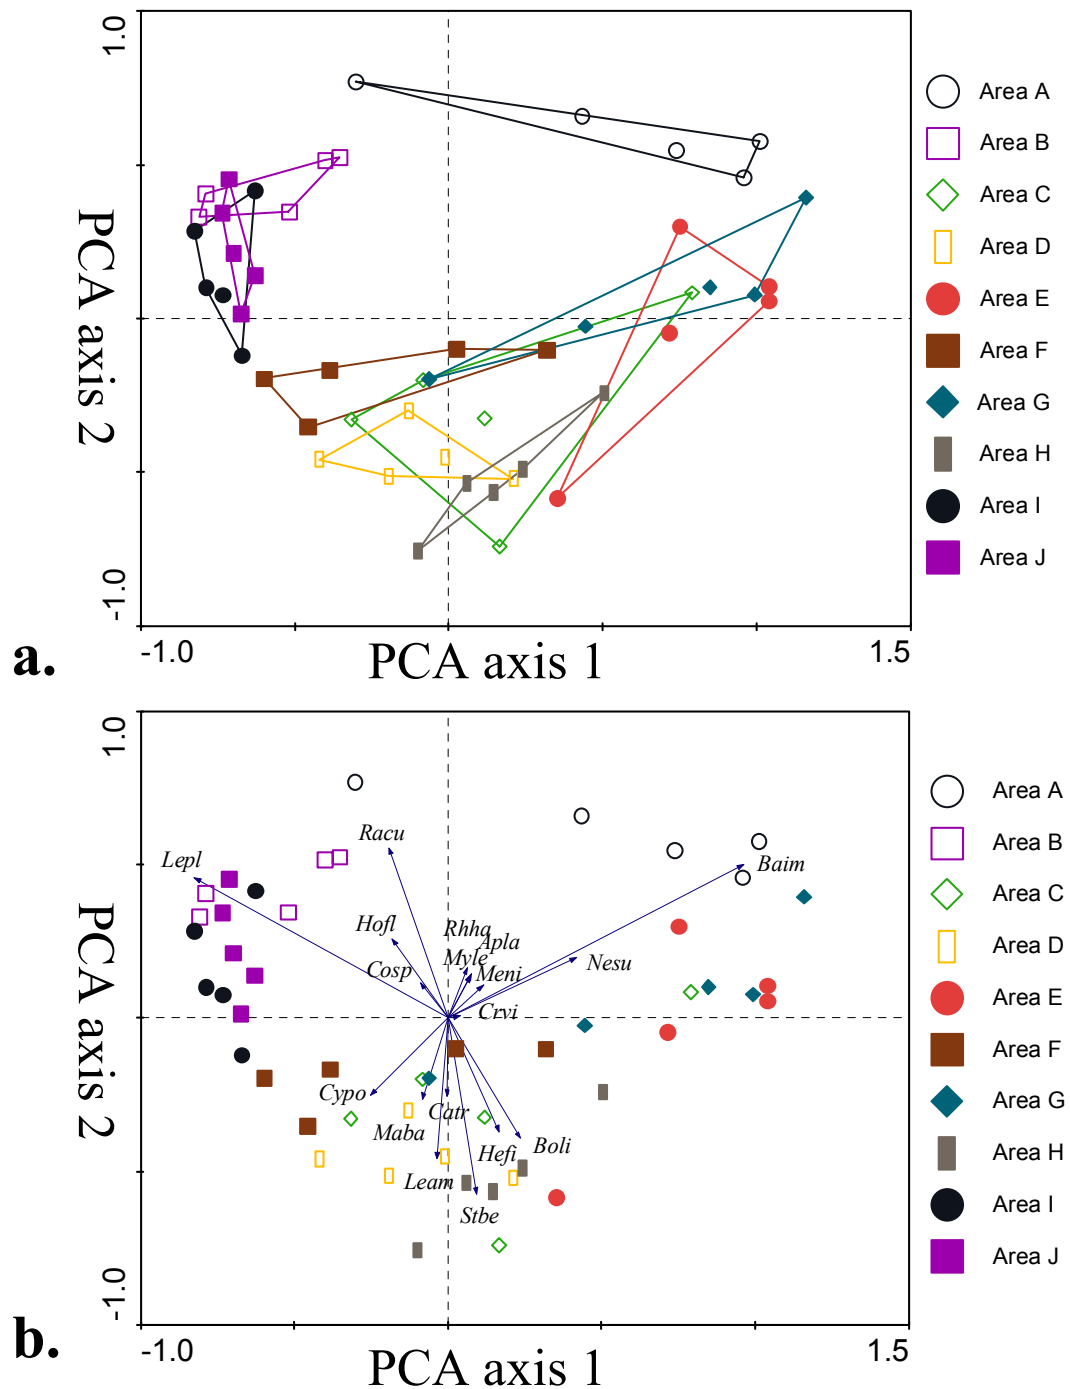 1.0
Area A
Area B
Area C
PCA axis 2
Area D
Area E
Area F
Area G
Area H
Area I
Area J
-1.0
-1.0
1.5
a.
PCA axis 1
1.0
Area A
Racu
Area B
Lepl
Baim
Area C
Hofl
Rhha
Apla
Area D
Cosp
Myle
Meni
Nesu
PCA axis 2
Crvi
Area E
Area F
Cypo
Catr
Area G
Maba
Boli
Hefi
Area H
Leam
Stbe
Area I
Area J
-1.0
b.
-1.0
1.5
PCA axis 1